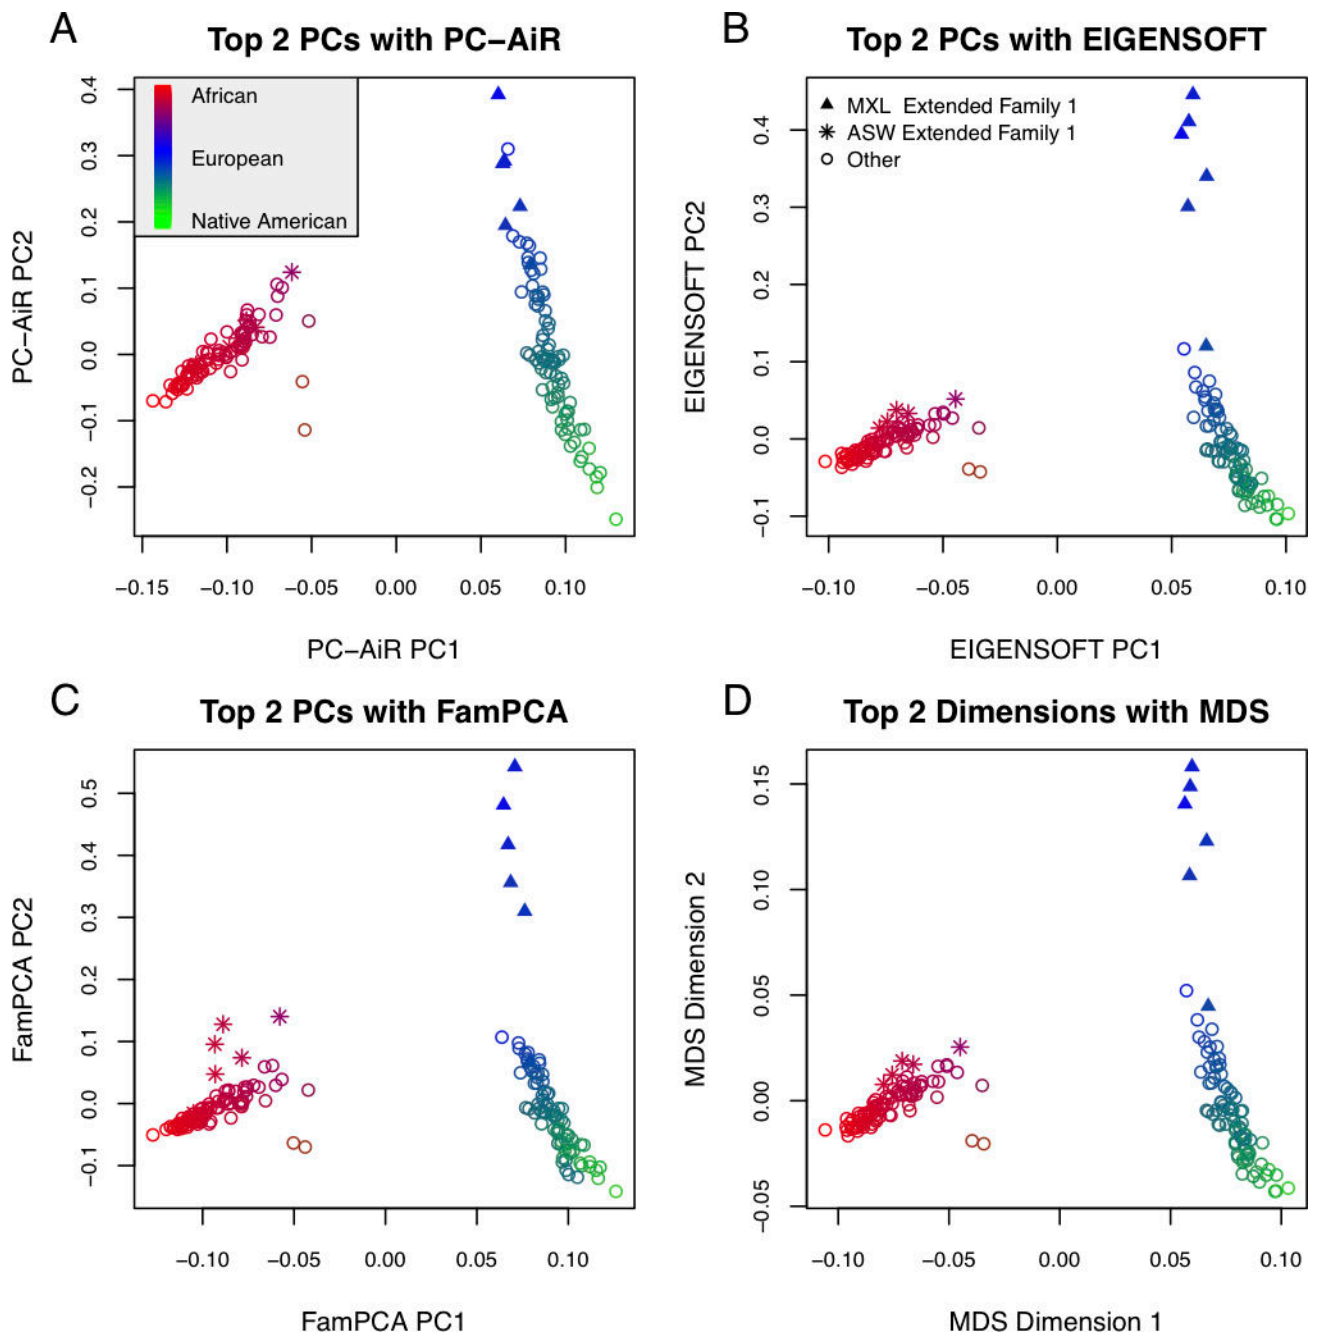 A
Top 2 PCs with PC−AiR
African
European
Native American
PC−AiR PC2
0.4
0.3
0.2
0.1
0.0
−0.1
−0.2
−0.15 −0.10 −0.05 0.00 0.05 0.10
PC−AiR PC1
B
Top 2 PCs with EIGENSOFT
MXL Extended Family 1
ASW Extended Family 1
Other
EIGENSOFT PC2
0.4
0.3
0.2
0.1
0.0
−0.1
−0.10 −0.05 0.00 0.05 0.10
EIGENSOFT PC1
C
Top 2 PCs with FamPCA
FamPCA PC2
0.5
0.4
0.3
0.2
0.1
0.0
−0.1
−0.10 −0.05 0.00 0.05 0.10
FamPCA PC1
D
Top 2 Dimensions with MDS
MDS Dimension 2
0.15
0.10
0.05
0.00
−0.05
−0.10 −0.05 0.00 0.05 0.10
MDS Dimension 1